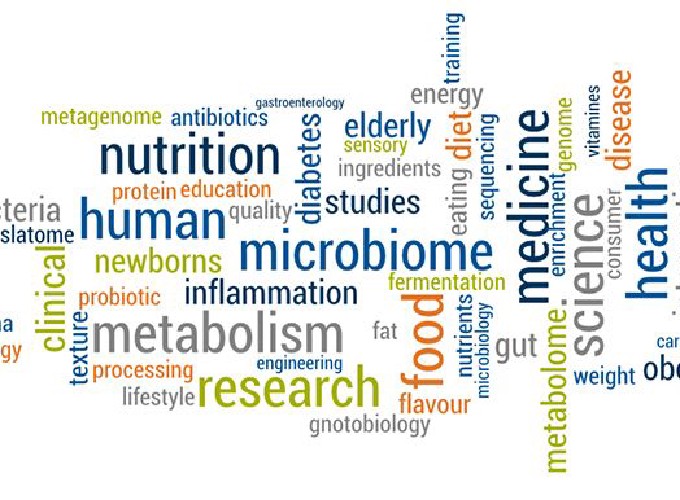 training
energy
gastroenterology
metagenome
antibiotics
elderly
diabetes
diet
sequencing
medicine
genome
vitamines
disease
sensory
nutrition
ingredients
protein
education
eating
enrichment
consumer
health
science
studies
quality
human
teria
slatome
microbiome
newborns
clinical
fermentation
inflammation
probiotic
food
nutrients
microbiology
metabolism
texture
fat
gut
metabolome
engineering
processing
weight
obe
car
gy
research
lifestyle
flavour
gnotobiology